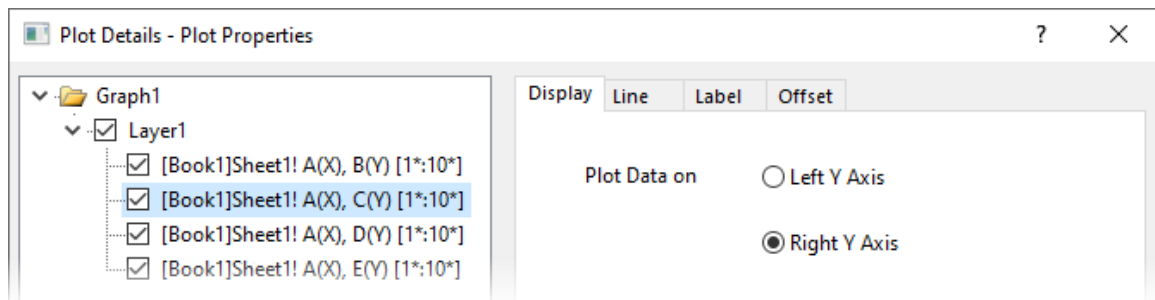 Plot Details - Plot Properties
?
Graph1
Layer1
[Book1]Sheet1! A(X), B(Y) [1*:10*]
[Book1]Sheet1! A(X), C(Y) [1*:10*]
[Book1]Sheet1! A(X), D(Y) [1*:10*]
[Book1]Sheet1! A(X), E(Y) [1*:10*]
Display Line Label Offset
Plot Data on
Left Y Axis
Right Y Axis